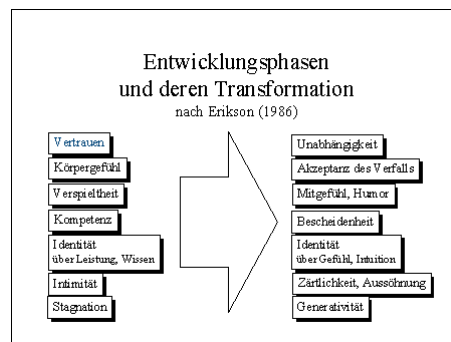 Entwicklungsphasen
und deren Transformation
nach Erikson (1986)
Vertrauen
Körpergefühl
Verspieltheit
Kompetenz
Identität
über Leistung, Wissen
Intimität
Stagnation
Unabhängigkeit
Akzeptanz des Verfalls
Mitgefühl, Humor
Bescheidenheit
Identität
über Gefühl, Intuition
Zärtlichkeit, Aussöhnung
Generativität